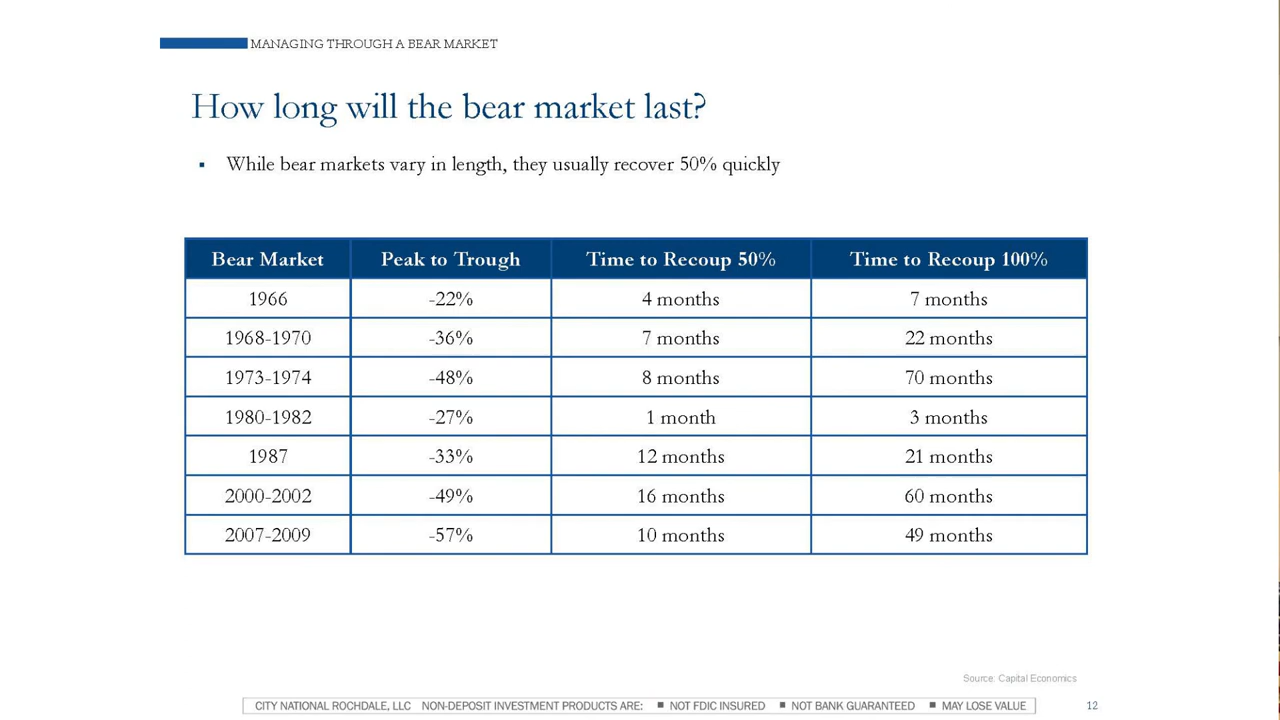 MANAGING THROUGH A BEAR MARKET
How long will the bear market last?
▪ While bear markets vary in length, they usually recover 50% quickly
Bear Market Peak to Trough Time to Recoup 50% Time to Recoup 100%
1966 -22% 4 months 7 months
1968-1970 -36% 7 months 22 months
1973-1974 -48% 8 months 70 months
1980-1982 -27% 1 month 3 months
1987 -33% 12 months 21 months
2000-2002 -49% 16 months 60 months
2007-2009 -57% 10 months 49 months
Source: Capital Economics
CITY NATIONAL ROCHDALE, LLC NON-DEPOSIT INVESTMENT PRODUCTS ARE: ■ NOT FDIC INSURED ■ NOT BANK GUARANTEED ■ MAY LOSE VALUE 12